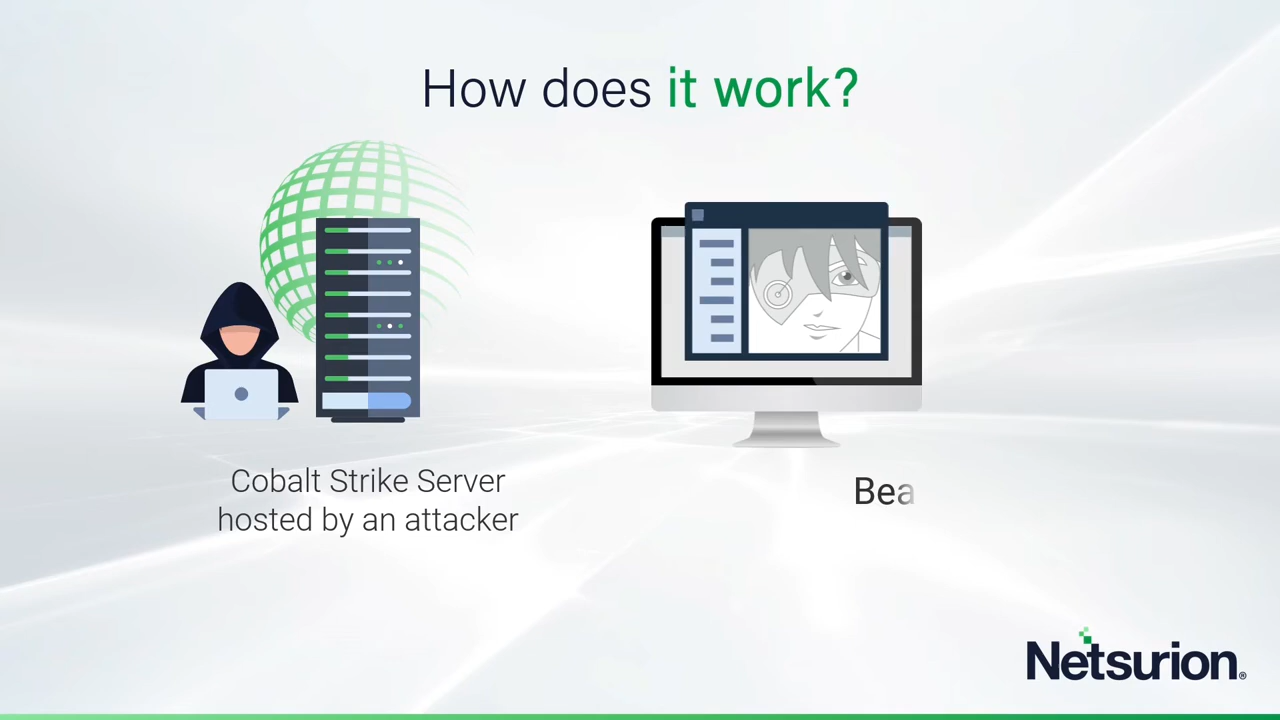 How does it work?
Cobalt Strike Server
hosted by an attacker
Bea
Netsurion®